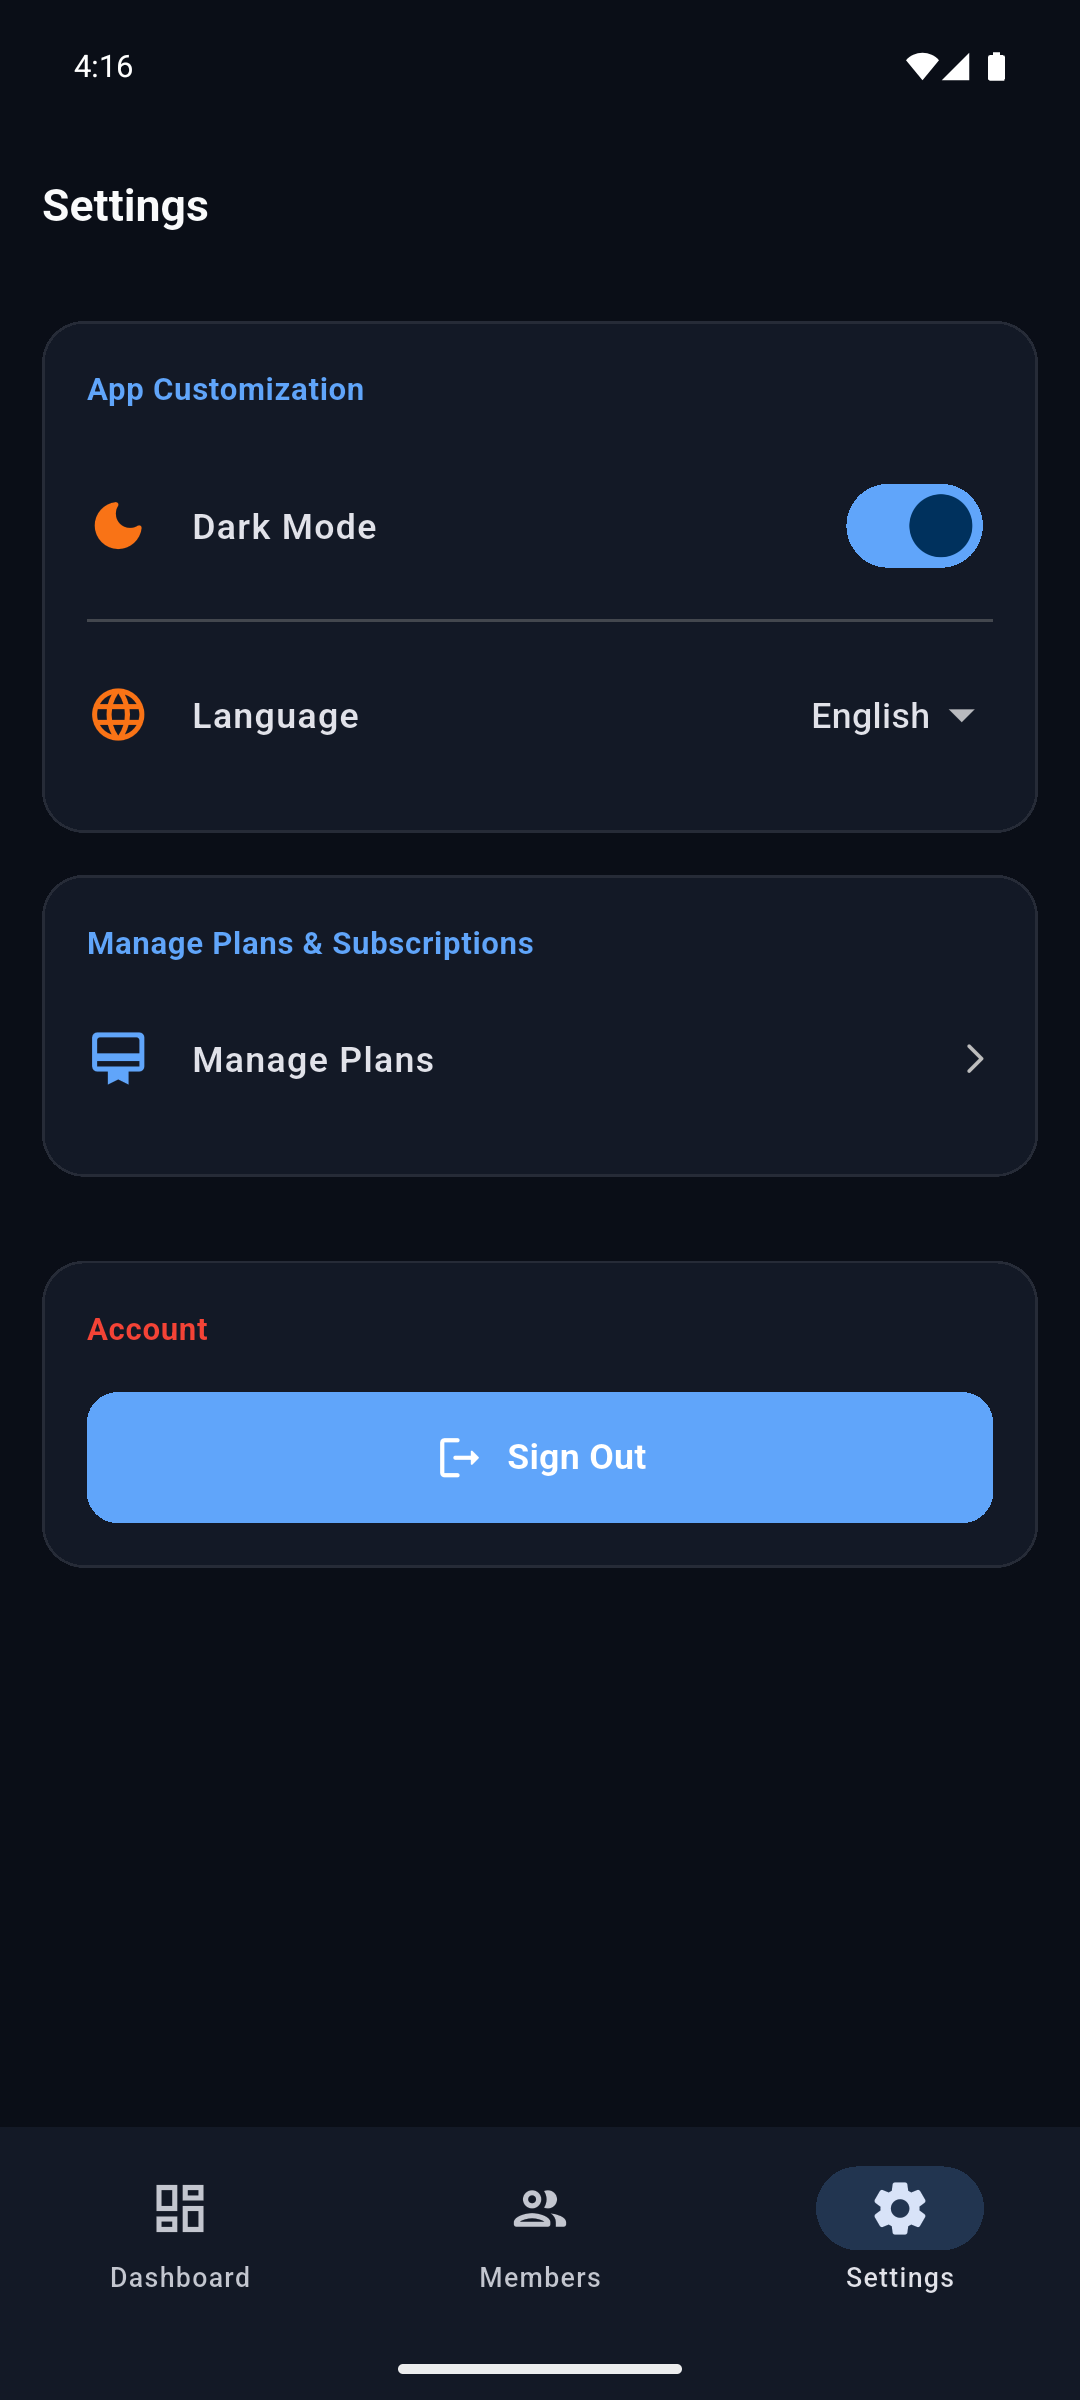 4:16
Settings
App Customization
Dark Mode
Language
English
Manage Plans & Subscriptions
Manage Plans
Account
Sign Out
Dashboard
Members
Settings